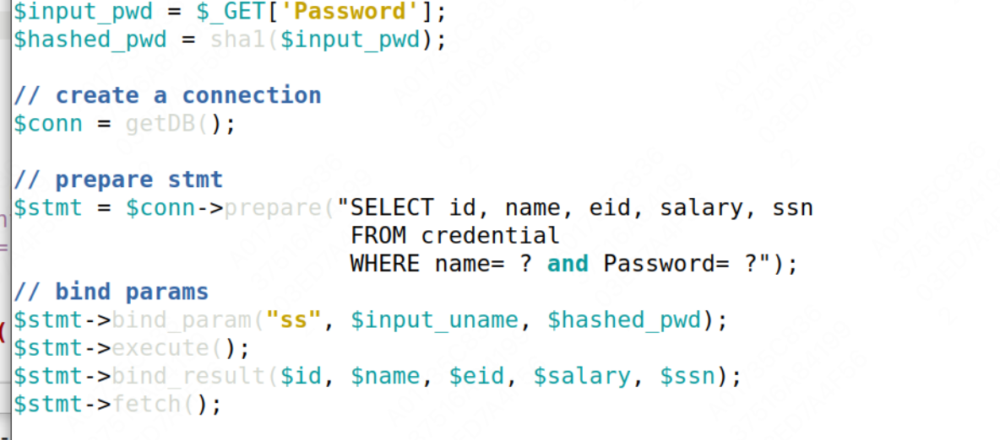 $input_pwd = $_GET['Password'];
$hashed_pwd = sha1($input_pwd);
// create a connection
$conn = getDB();
// prepare stmt
$stmt = $conn->prepare("SELECT id, name, eid, salary, ssn
FROM credential
WHERE name= ? and Password= ?");
// bind params
$stmt->bind_param("ss", $input_uname, $hashed_pwd);
$stmt->execute();
$stmt->bind_result($id, $name, $eid, $salary, $ssn);
$stmt->fetch();